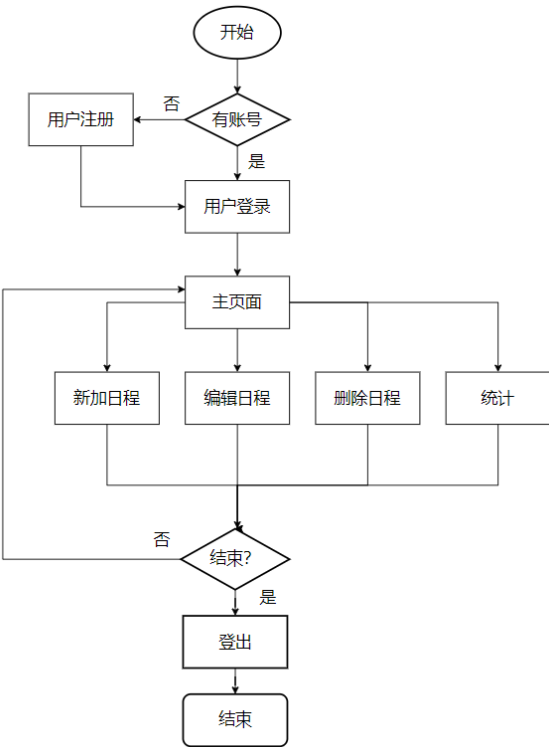 开始
否
用户注册
有账号
是
用户登录
主页面
新加日程
编辑日程
删除日程
统计
否
结束?
是
登出
结束